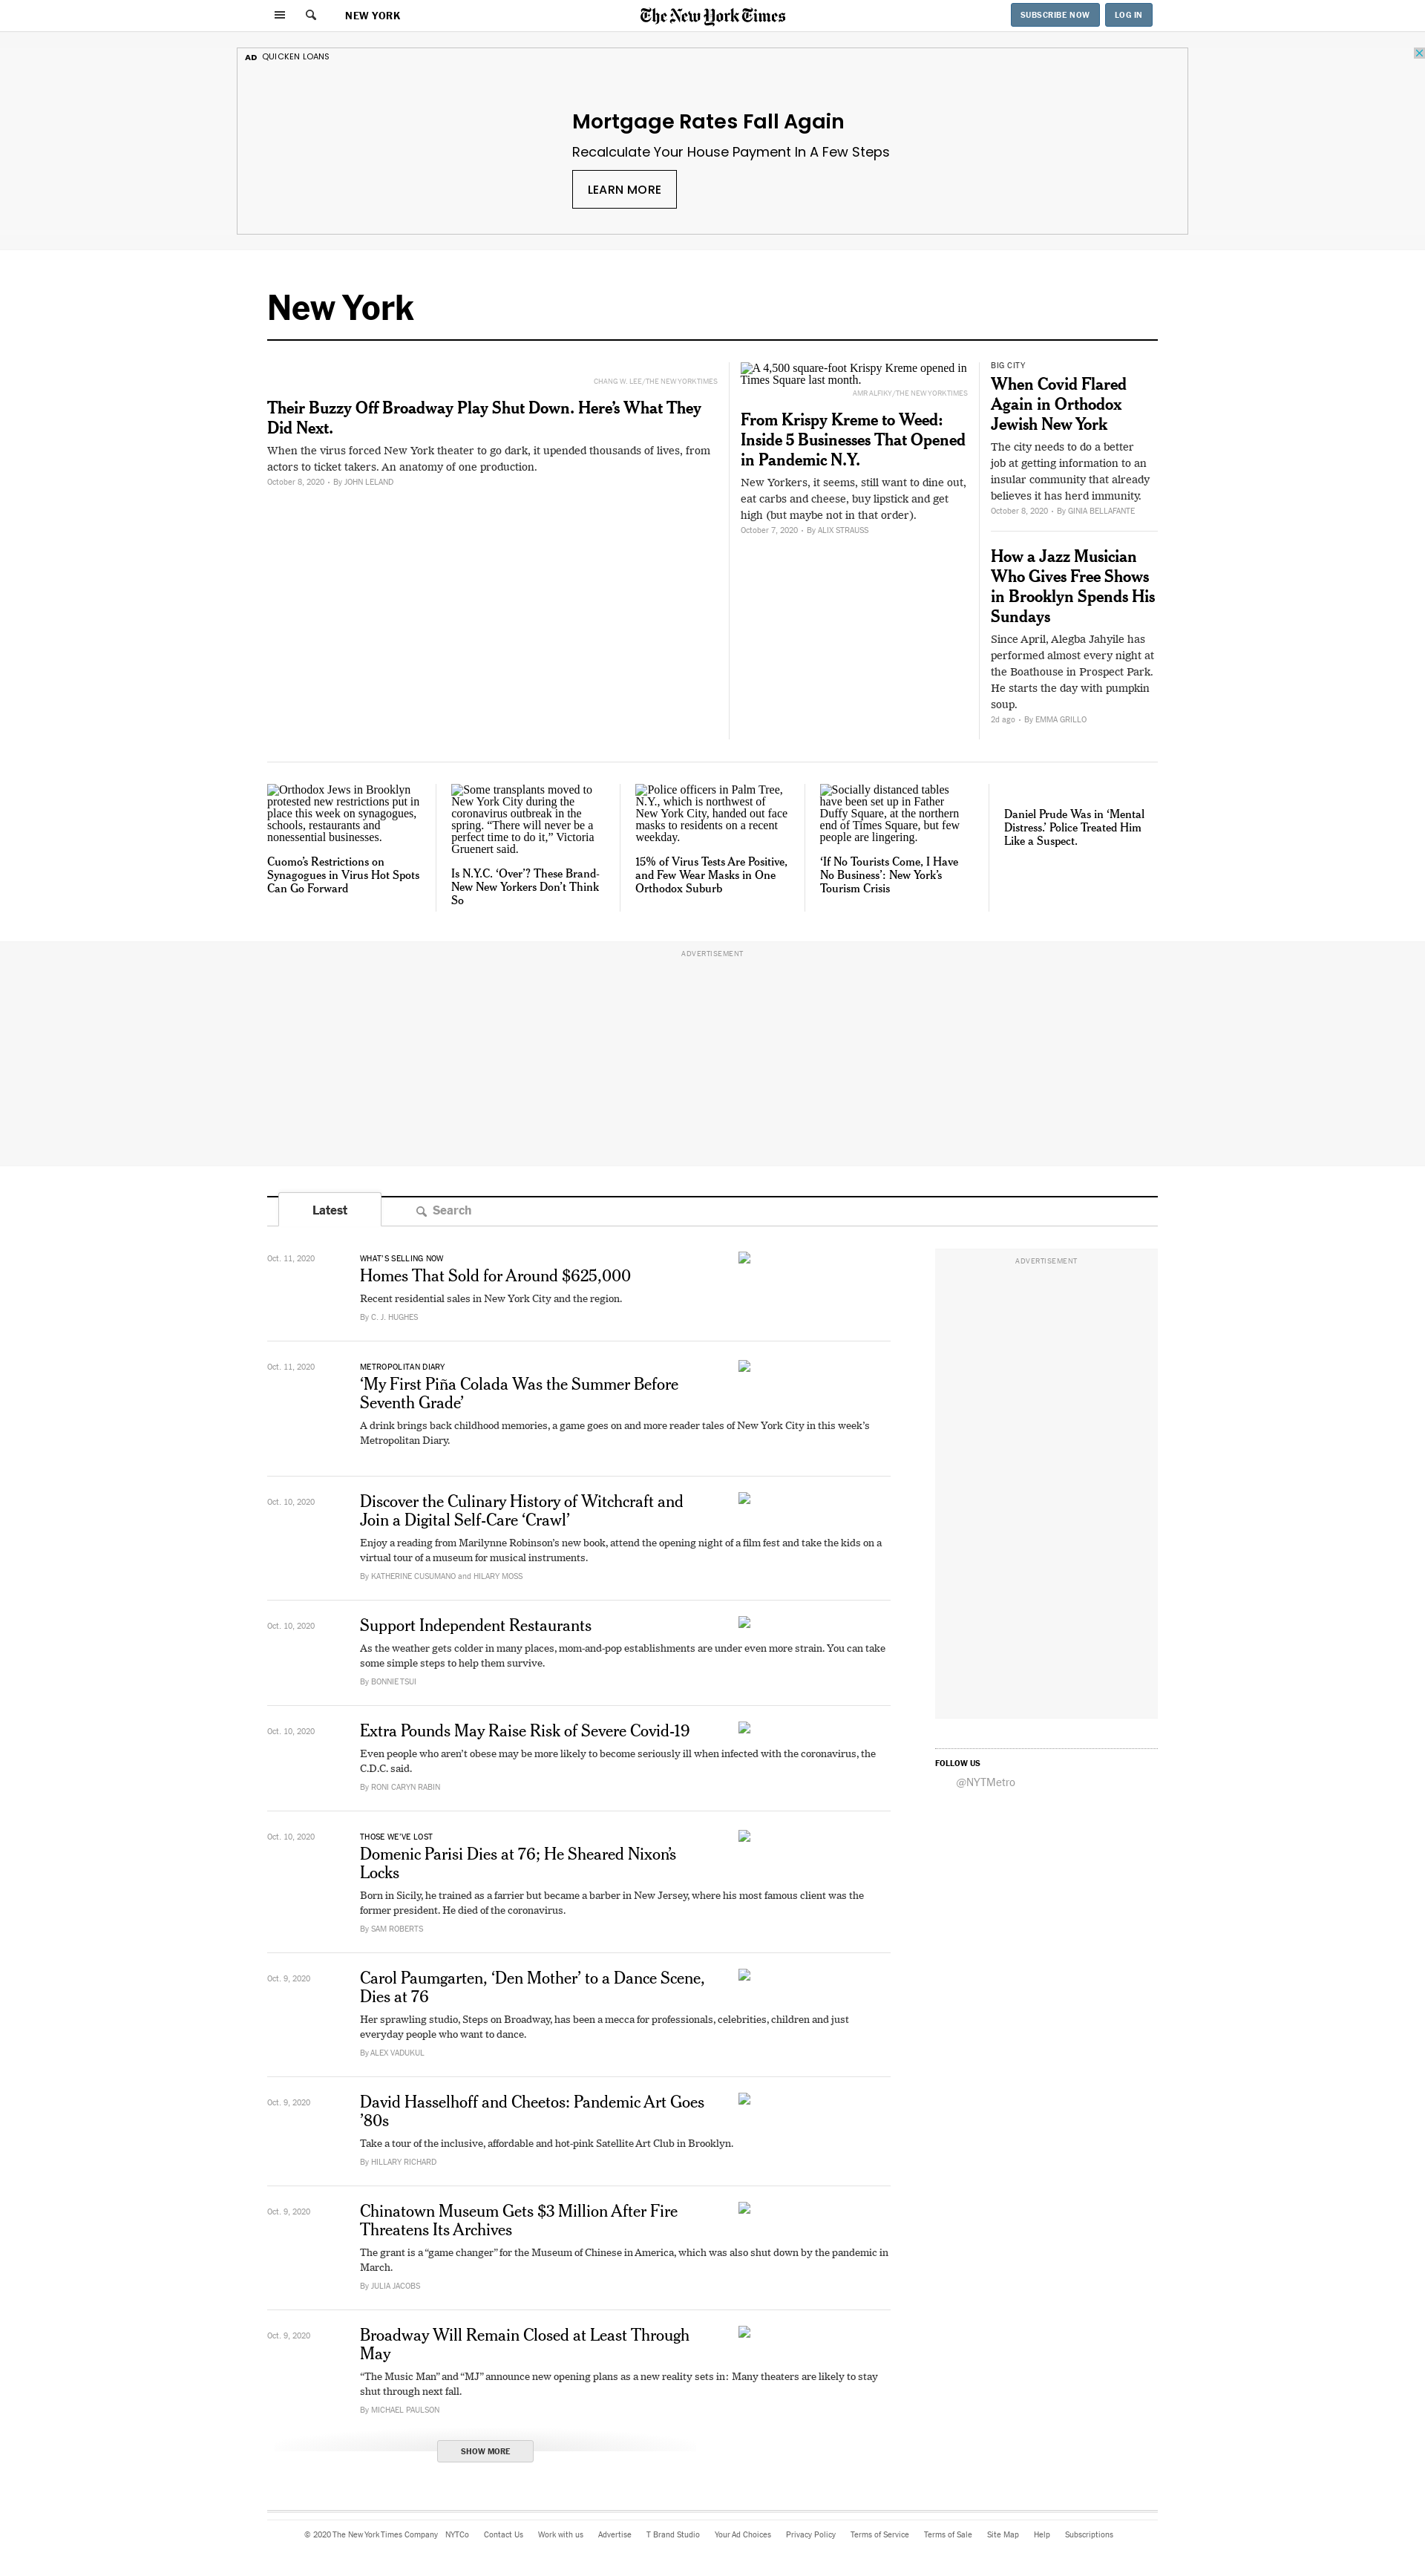 NEW YORK
The New York Times
SUBSCRIBE NOW
LOG IN
AD QUICKEN LOANS
Mortgage Rates Fall Again
Recalculate Your House Payment In A Few Steps
LEARN MORE
New York
CHANG W. LEE/THE NEW YORK TIMES
Their Buzzy Off Broadway Play Shut Down. Here’s What They
Did Next.
When the virus forced New York theater to go dark, it upended thousands of lives, from
actors to ticket takers. An anatomy of one production.
October 8, 2020 • By JOHN LELAND
A 4,500 square-foot Krispy Kreme opened in
Times Square last month.
AMR ALFIKY/THE NEW YORK TIMES
From Krispy Kreme to Weed:
Inside 5 Businesses That Opened
in Pandemic N.Y.
New Yorkers, it seems, still want to dine out,
eat carbs and cheese, buy lipstick and get
high (but maybe not in that order).
October 7, 2020 • By ALIX STRAUSS
BIG CITY
When Covid Flared
Again in Orthodox
Jewish New York
The city needs to do a better
job at getting information to an
insular community that already
believes it has herd immunity.
October 8, 2020 • By GINIA BELLAFANTE
How a Jazz Musician
Who Gives Free Shows
in Brooklyn Spends His
Sundays
Since April, Alegba Jahyile has
performed almost every night at
the Boathouse in Prospect Park.
He starts the day with pumpkin
soup.
2d ago • By EMMA GRILLO
Orthodox Jews in Brooklyn
protested new restrictions put in
place this week on synagogues,
schools, restaurants and
nonessential businesses.
Cuomo’s Restrictions on
Synagogues in Virus Hot Spots
Can Go Forward
Some transplants moved to
New York City during the
coronavirus outbreak in the
spring. “There will never be a
perfect time to do it,” Victoria
Gruenert said.
Is N.Y.C. ‘Over’? These Brand-
New New Yorkers Don’t Think
So
Police officers in Palm Tree,
N.Y., which is northwest of
New York City, handed out face
masks to residents on a recent
weekday.
15% of Virus Tests Are Positive,
and Few Wear Masks in One
Orthodox Suburb
Socially distanced tables
have been set up in Father
Duffy Square, at the northern
end of Times Square, but few
people are lingering.
‘If No Tourists Come, I Have
No Business’: New York’s
Tourism Crisis
Daniel Prude Was in ‘Mental
Distress.’ Police Treated Him
Like a Suspect.
ADVERTISEMENT
Latest
Search
Oct. 11, 2020
WHAT’S SELLING NOW
Homes That Sold for Around $625,000
Recent residential sales in New York City and the region.
By C. J. HUGHES
Oct. 11, 2020
METROPOLITAN DIARY
‘My First Piña Colada Was the Summer Before
Seventh Grade’
A drink brings back childhood memories, a game goes on and more reader tales of New York City in this week’s
Metropolitan Diary.
Oct. 10, 2020
Discover the Culinary History of Witchcraft and
Join a Digital Self-Care ‘Crawl’
Enjoy a reading from Marilynne Robinson’s new book, attend the opening night of a film fest and take the kids on a
virtual tour of a museum for musical instruments.
By KATHERINE CUSUMANO and HILARY MOSS
Oct. 10, 2020
Support Independent Restaurants
As the weather gets colder in many places, mom-and-pop establishments are under even more strain. You can take
some simple steps to help them survive.
By BONNIE TSUI
Oct. 10, 2020
Extra Pounds May Raise Risk of Severe Covid-19
Even people who aren’t obese may be more likely to become seriously ill when infected with the coronavirus, the
C.D.C. said.
By RONI CARYN RABIN
Oct. 10, 2020
THOSE WE’VE LOST
Domenic Parisi Dies at 76; He Sheared Nixon’s
Locks
Born in Sicily, he trained as a farrier but became a barber in New Jersey, where his most famous client was the
former president. He died of the coronavirus.
By SAM ROBERTS
Oct. 9, 2020
Carol Paumgarten, ‘Den Mother’ to a Dance Scene,
Dies at 76
Her sprawling studio, Steps on Broadway, has been a mecca for professionals, celebrities, children and just
everyday people who want to dance.
By ALEX VADUKUL
Oct. 9, 2020
David Hasselhoff and Cheetos: Pandemic Art Goes
’80s
Take a tour of the inclusive, affordable and hot-pink Satellite Art Club in Brooklyn.
By HILLARY RICHARD
Oct. 9, 2020
Chinatown Museum Gets $3 Million After Fire
Threatens Its Archives
The grant is a “game changer” for the Museum of Chinese in America, which was also shut down by the pandemic in
March.
By JULIA JACOBS
Oct. 9, 2020
Broadway Will Remain Closed at Least Through
May
“The Music Man” and “MJ” announce new opening plans as a new reality sets in: Many theaters are likely to stay
shut through next fall.
By MICHAEL PAULSON
SHOW MORE
ADVERTISEMENT
FOLLOW US
@NYTMetro
© 2020 The New York Times Company NYTCo Contact Us Work with us Advertise T Brand Studio Your Ad Choices Privacy Policy Terms of Service Terms of Sale Site Map Help Subscriptions